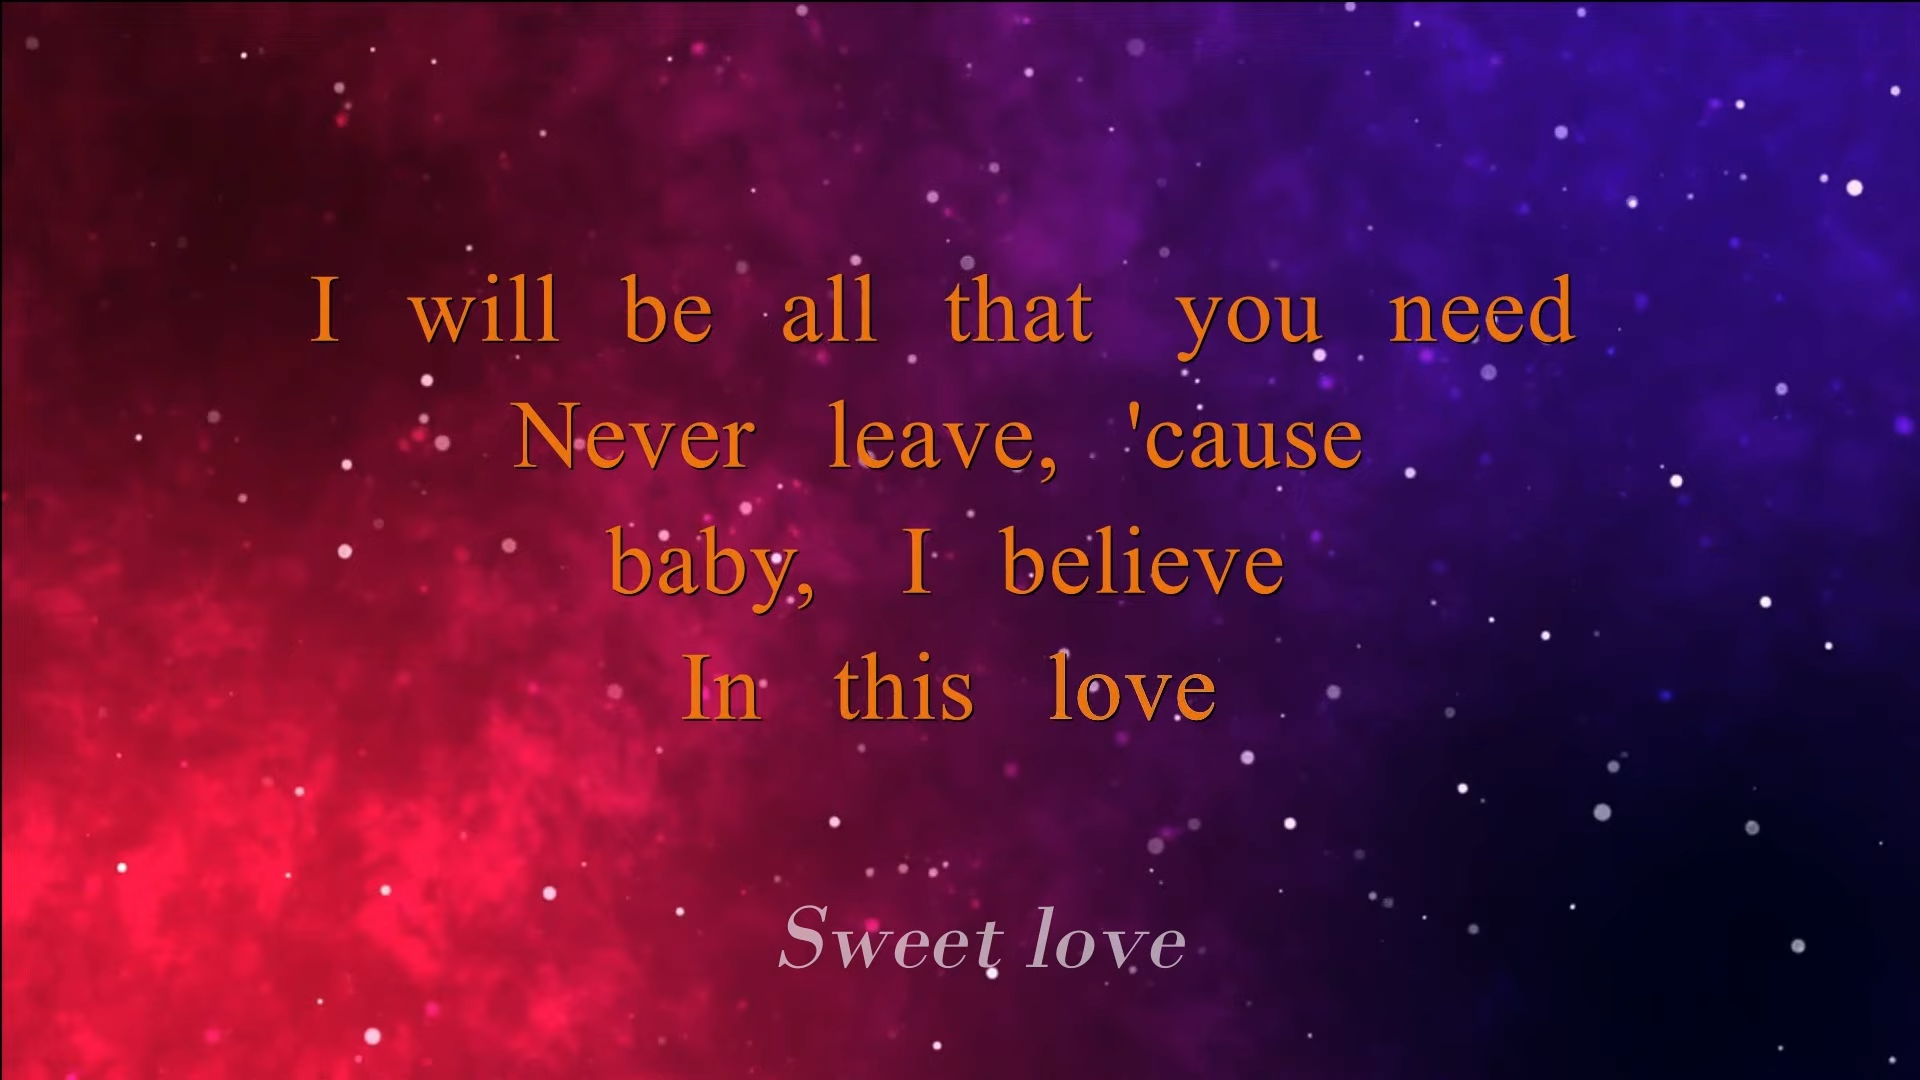 I will be all that you need
Never leave, 'cause
baby, I believe
In this love
Sweet love